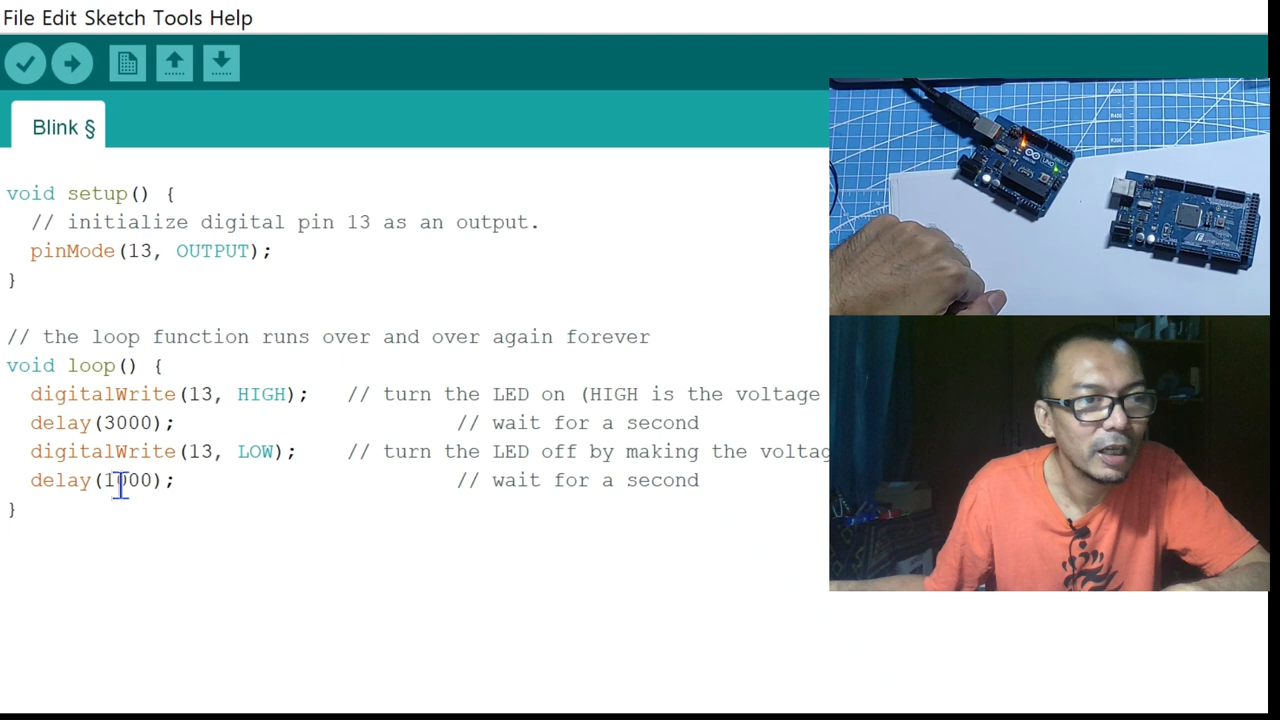 File Edit Sketch Tools Help
Blink §
void setup() {
// initialize digital pin 13 as an output.
pinMode(13, OUTPUT);
}
// the loop function runs over and over again forever
void loop() {
digitalWrite(13, HIGH); // turn the LED on (HIGH is the voltage
delay(3000); // wait for a second
digitalWrite(13, LOW); // turn the LED off by making the voltag
delay(1000); // wait for a second
}
UNO